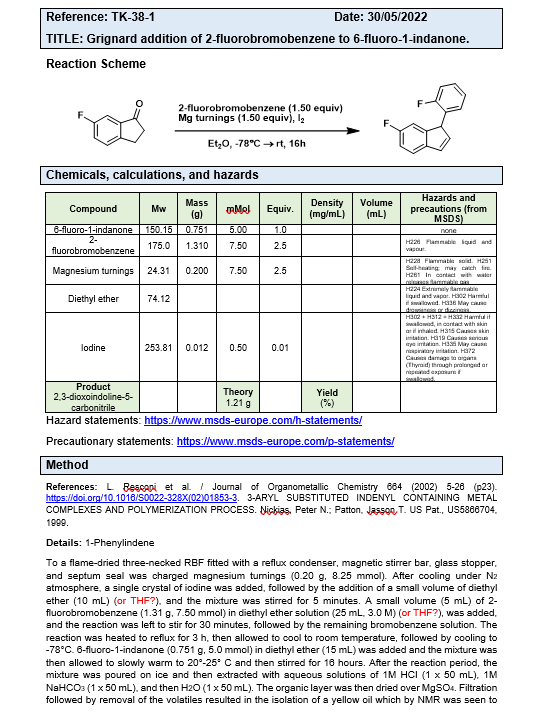 Reference: TK-38-1 Date: 30/05/2022
TITLE: Grignard addition of 2-fluorobromobenzene to 6-fluoro-1-indanone.
Reaction Scheme
F
O
2-fluorobromobenzene (1.50 equiv)
Mg turnings (1.50 equiv), I2
Et2O, -78°C → rt, 16h
F
F
Chemicals, calculations, and hazards
Compound Mw Mass (g) mMol Equiv. Density (mg/mL) Volume (mL) Hazards and precautions (from MSDS)
6-fluoro-1-indanone 150.15 0.751 5.00 1.0 none
2-fluorobromobenzene 175.0 1.310 7.50 2.5 H226 Flammable liquid and vapour.
Magnesium turnings 24.31 0.200 7.50 2.5 H228 Flammable solid. H251 Self-heating; may catch fire. H261 In contact with water releases flammable gas
Diethyl ether 74.12 H224 Extremely flammable liquid and vapor. H302 Harmful if swallowed. H336 May cause drowsiness or dizziness.
Iodine 253.81 0.012 0.50 0.01 H302 + H312 + H332 Harmful if swallowed, in contact with skin or if inhaled. H315 Causes skin irritation. H319 Causes serious eye irritation. H335 May cause respiratory irritation. H372 Causes damage to organs (Thyroid) through prolonged or repeated exposure if swallowed.
Product 2,3-dioxoindoline-5-carbonitrile Theory 1.21 g Yield (%)
Hazard statements: https://www.msds-europe.com/h-statements/
Precautionary statements: https://www.msds-europe.com/p-statements/
Method
References: L. Resconi et al. / Journal of Organometallic Chemistry 664 (2002) 5-26 (p23).
https://doi.org/10.1016/S0022-328X(02)01853-3. 3-ARYL SUBSTITUTED INDENYL CONTAINING METAL
COMPLEXES AND POLYMERIZATION PROCESS. Nickias, Peter N.; Patton, Jasson T. US Pat., US5866704,
1999.
Details: 1-Phenylindene
To a flame-dried three-necked RBF fitted with a reflux condenser, magnetic stirrer bar, glass stopper,
and septum seal was charged magnesium turnings (0.20 g, 8.25 mmol). After cooling under N2
atmosphere, a single crystal of iodine was added, followed by the addition of a small volume of diethyl
ether (10 mL) (or THF?), and the mixture was stirred for 5 minutes. A small volume (5 mL) of 2-
fluorobromobenzene (1.31 g, 7.50 mmol) in diethyl ether solution (25 mL, 3.0 M) (or THF?), was added,
and the reaction was left to stir for 30 minutes, followed by the remaining bromobenzene solution. The
reaction was heated to reflux for 3 h, then allowed to cool to room temperature, followed by cooling to
-78°C. 6-fluoro-1-indanone (0.751 g, 5.0 mmol) in diethyl ether (15 mL) was added and the mixture was
then allowed to slowly warm to 20°-25° C and then stirred for 16 hours. After the reaction period, the
mixture was poured on ice and then extracted with aqueous solutions of 1M HCl (1 x 50 mL), 1M
NaHCO3 (1 x 50 mL), and then H2O (1 x 50 mL). The organic layer was then dried over MgSO4. Filtration
followed by removal of the volatiles resulted in the isolation of a yellow oil which by NMR was seen to